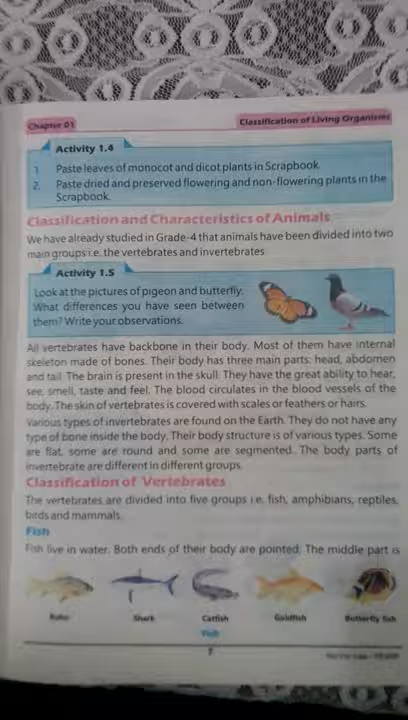 Chapter 01
Classification of Living Organisms
Activity 1.4
1. Paste leaves of monocot and dicot plants in Scrapbook.
2. Paste dried and preserved flowering and non-flowering plants in the
Scrapbook.
Classification and Characteristics of Animals
We have already studied in Grade-4 that animals have been divided into two
main groups i.e. the vertebrates and invertebrates.
Activity 1.5
Look at the pictures of pigeon and butterfly.
What differences you have seen between
them? Write your observations.
All vertebrates have backbone in their body. Most of them have internal
skeleton made of bones. Their body has three main parts: head, abdomen
and tail. The brain is present in the skull. They have the great ability to hear,
see, smell, taste and feel. The blood circulates in the blood vessels of the
body. The skin of vertebrates is covered with scales or feathers or hairs.
Various types of invertebrates are found on the Earth. They do not have any
type of bone inside the body. Their body structure is of various types. Some
are flat, some are round and some are segmented. The body parts of
invertebrate are different in different groups.
Classification of Vertebrates
The vertebrates are divided into five groups i.e. fish, amphibians, reptiles,
birds and mammals.
Fish
Fish live in water. Both ends of their body are pointed. The middle part is
Rohu
Shark
Catfish
Goldfish
Butterfly fish
Fish
7